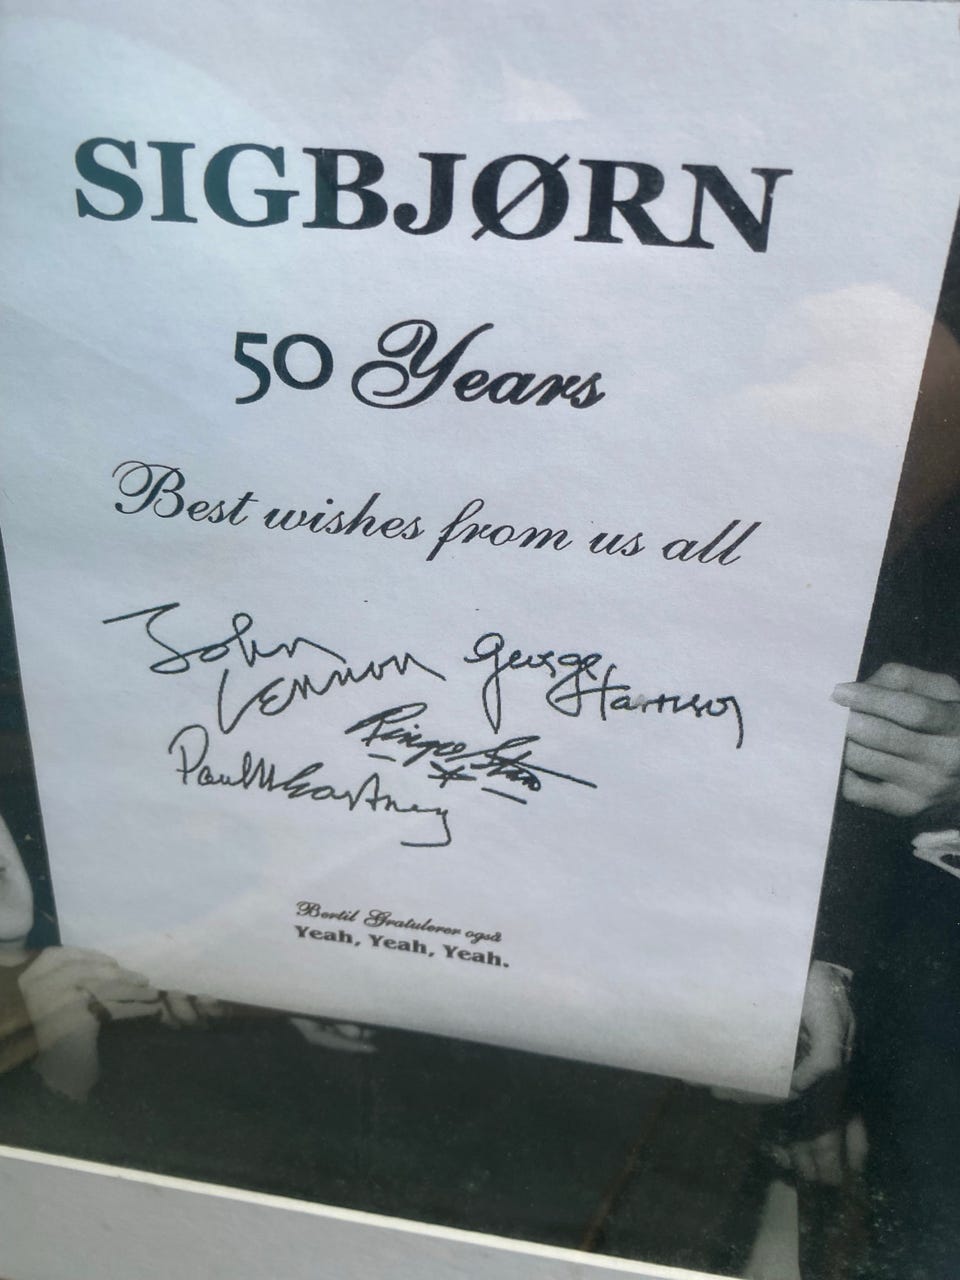 SIGBJØRN
50 Years
Best wishes from us all
John
Lennon
George
Harrison
Ringo Starr
Paul McCartney
Bertil Gratulerer også
Yeah, Yeah, Yeah.